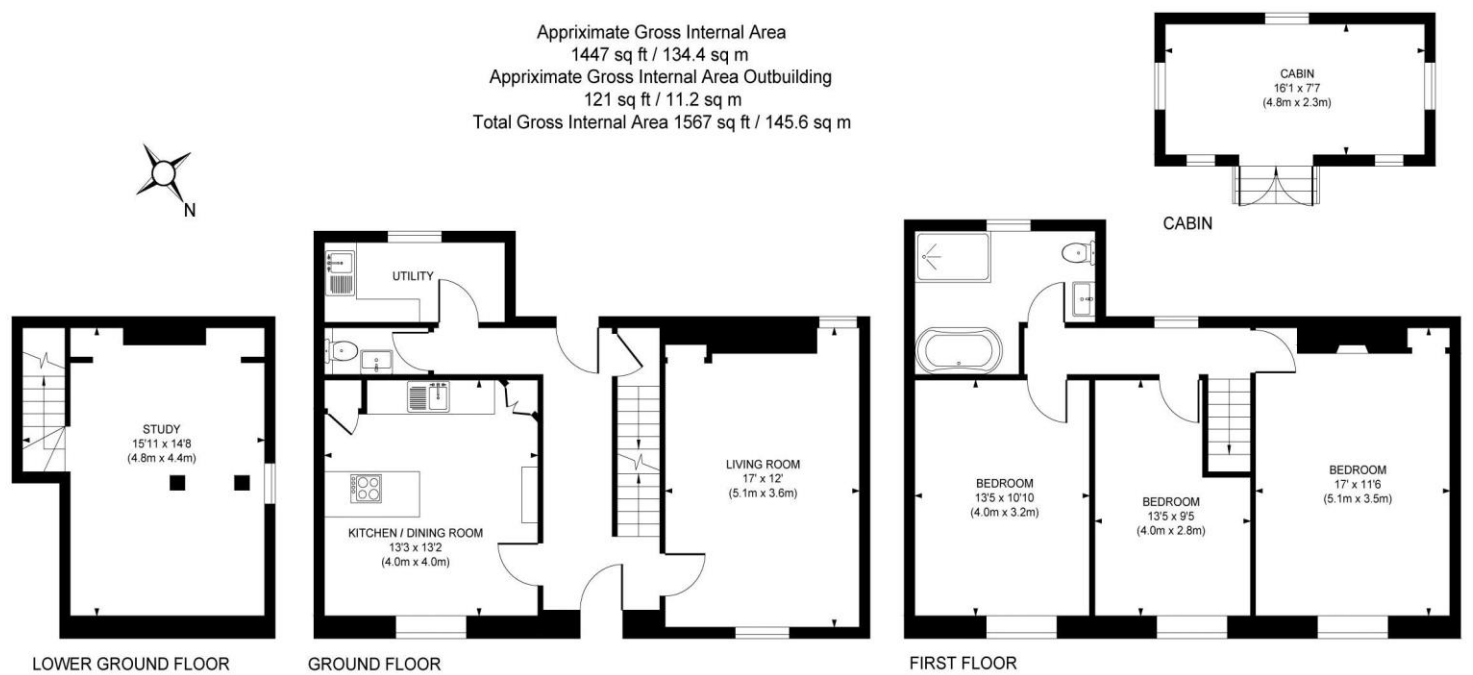 Appriximate Gross Internal Area
1447 sq ft / 134.4 sq m
Appriximate Gross Internal Area Outbuilding
121 sq ft / 11.2 sq m
Total Gross Internal Area 1567 sq ft / 145.6 sq m
N
CABIN
16'1 x 7'7
(4.8m x 2.3m)
CABIN
STUDY
15'11 x 14'8
(4.8m x 4.4m)
LOWER GROUND FLOOR
UTILITY
KITCHEN / DINING ROOM
13'3 x 13'2
(4.0m x 4.0m)
LIVING ROOM
17' x 12'
(5.1m x 3.6m)
GROUND FLOOR
BEDROOM
13'5 x 10'10
(4.0m x 3.2m)
BEDROOM
13'5 x 9'5
(4.0m x 2.8m)
BEDROOM
17' x 11'6
(5.1m x 3.5m)
FIRST FLOOR